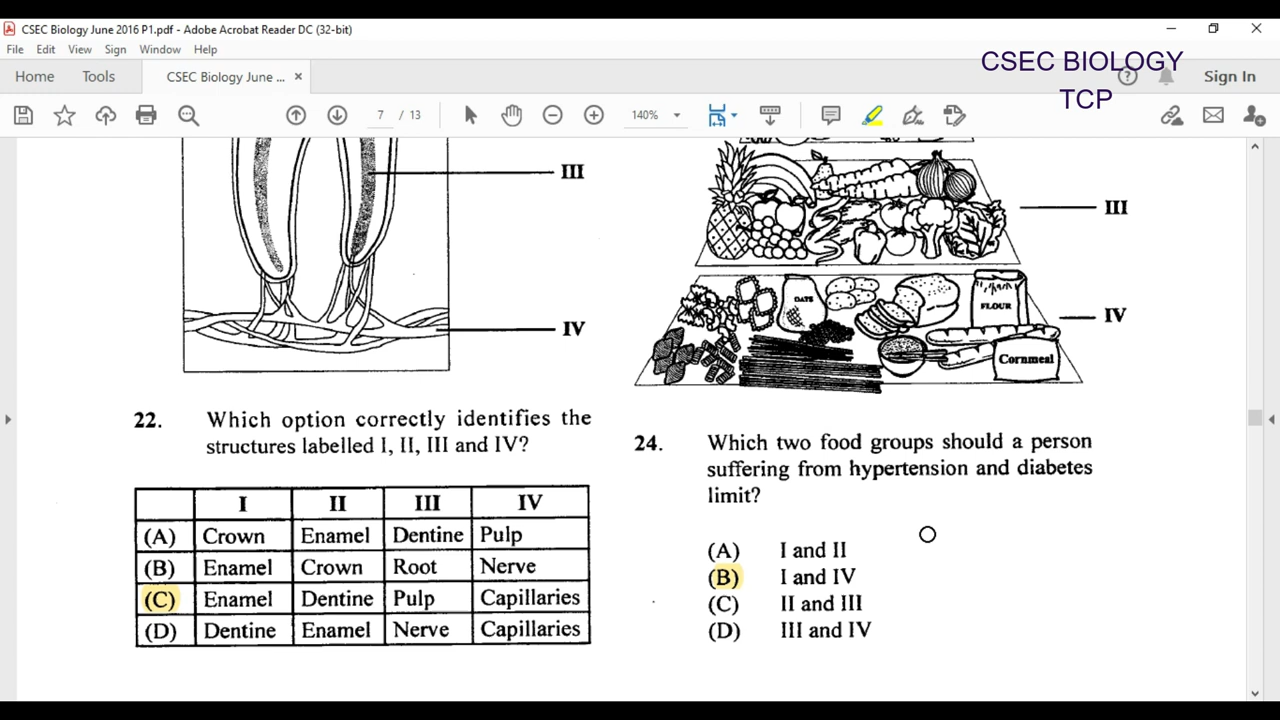 CSEC Biology June 2016 P1.pdf - Adobe Acrobat Reader DC (32-bit)
File Edit View Sign Window Help
CSEC BIOLOGY
TCP
Home Tools CSEC Biology June ... × Sign In
7 / 13 140%
III
IV
22. Which option correctly identifies the
structures labelled I, II, III and IV?
I II III IV
(A) Crown Enamel Dentine Pulp
(B) Enamel Crown Root Nerve
(C) Enamel Dentine Pulp Capillaries
(D) Dentine Enamel Nerve Capillaries
III
FLOUR
IV
Cornmeal
24. Which two food groups should a person
suffering from hypertension and diabetes
limit?
(A) I and II
(B) I and IV
(C) II and III
(D) III and IV